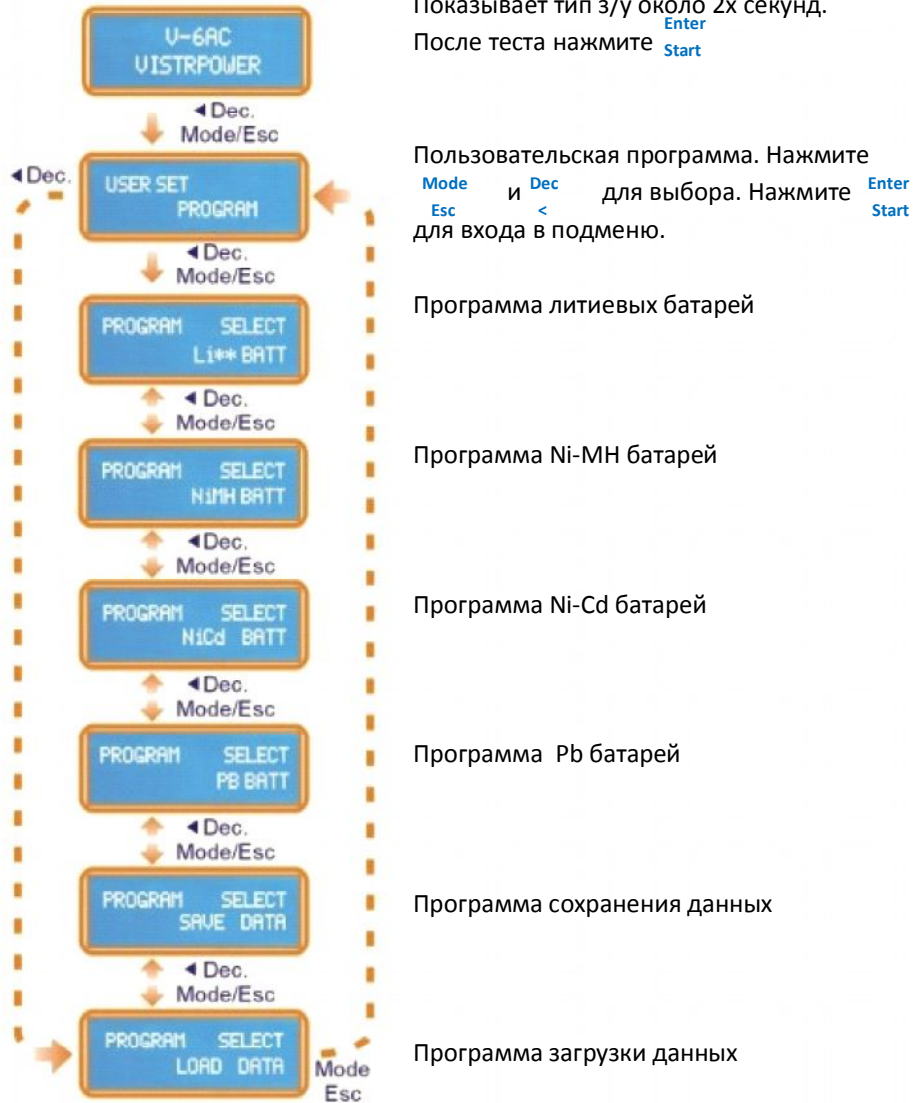 Показывает тип з/у около 2х секунд.
V-6AC
VISTRPOWER
Enter
После теста нажмите Start
◄Dec.
Mode/Esc
◄Dec.
USER SET
PROGRAM
Пользовательская программа. Нажмите
Mode и Dec для выбора. Нажмите Enter
Esc < Start
для входа в подменю.
◄Dec.
Mode/Esc
PROGRAM SELECT
Li** BATT
Программа литиевых батарей
◄Dec.
Mode/Esc
PROGRAM SELECT
NiMH BATT
Программа Ni-MH батарей
◄Dec.
Mode/Esc
PROGRAM SELECT
NiCd BATT
Программа Ni-Cd батарей
◄Dec.
Mode/Esc
PROGRAM SELECT
PB BATT
Программа Pb батарей
◄Dec.
Mode/Esc
PROGRAM SELECT
SAVE DATA
Программа сохранения данных
◄Dec.
Mode/Esc
PROGRAM SELECT
LOAD DATA
Программа загрузки данных
Mode
Esc